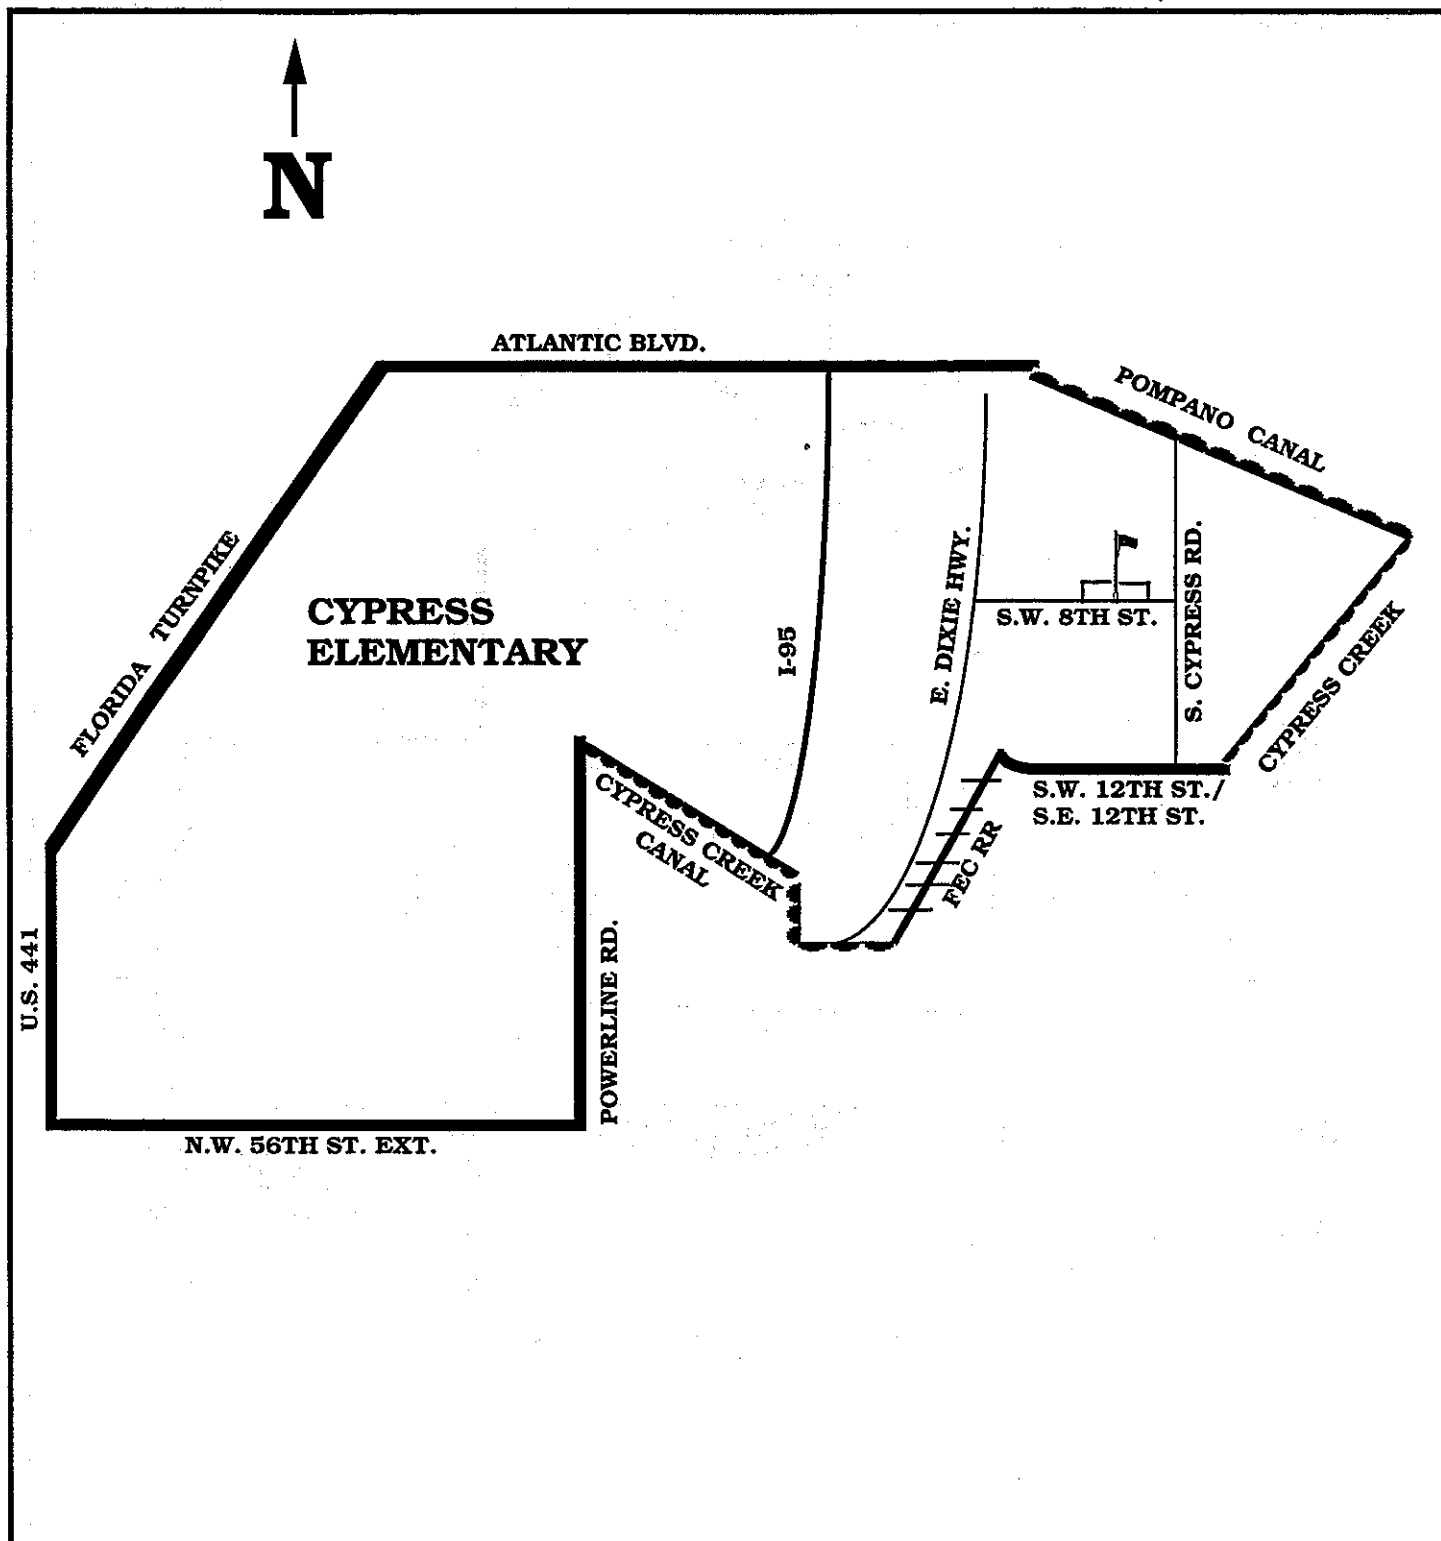 N
ATLANTIC BLVD.
POMPANO CANAL
FLORIDA TURNPIKE
CYPRESS
ELEMENTARY
I-95
E. DIXIE HWY.
S.W. 8TH ST.
S. CYPRESS RD.
CYPRESS CREEK
S.W. 12TH ST./
S.E. 12TH ST.
CYPRESS CREEK
CANAL
FEC RR
U.S. 441
POWERLINE RD.
N.W. 56TH ST. EXT.